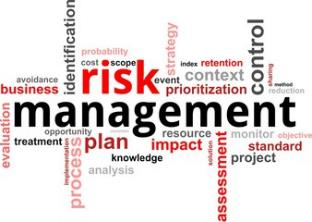 probability
strategy
identification
cost scope
index retention
control
risk
event
context
sharing
avoidance
method
business
prioritization
reduction
management
evaluation
opportunity
resource
monitor
objective
treatment
implementation
process
plan
impact
solution
assessment
standard
knowledge
project
analysis